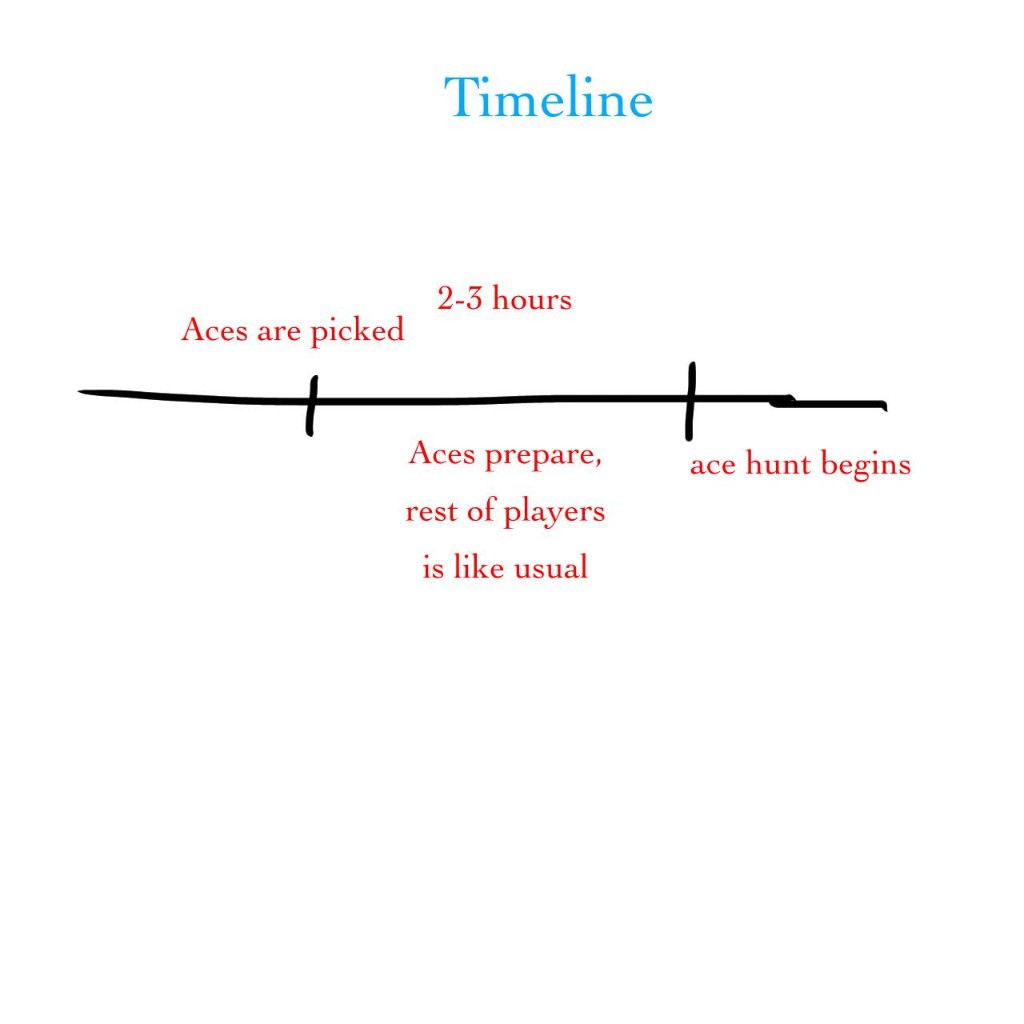 Timeline
2-3 hours
Aces are picked
Aces prepare,
rest of players
is like usual
ace hunt begins